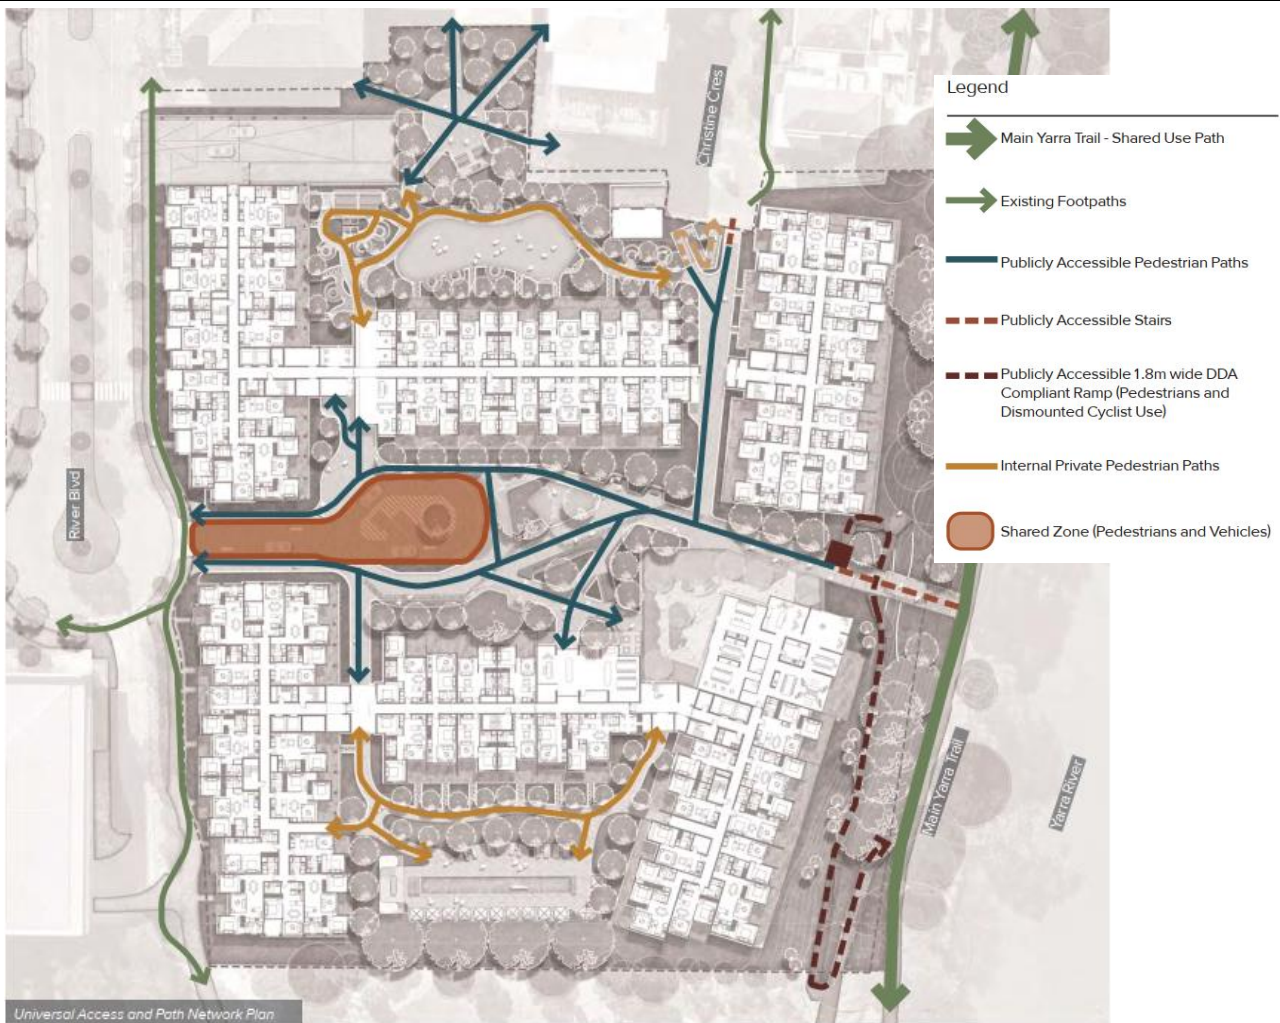 Christine Cres
Legend
Main Yarra Trail - Shared Use Path
Existing Footpaths
Publicly Accessible Pedestrian Paths
Publicly Accessible Stairs
Publicly Accessible 1.8m wide DDA
Compliant Ramp (Pedestrians and
Dismounted Cyclist Use)
Internal Private Pedestrian Paths
Shared Zone (Pedestrians and Vehicles)
River Blvd
Main Yarra Trail
Yarra River
Universal Access and Path Network Plan